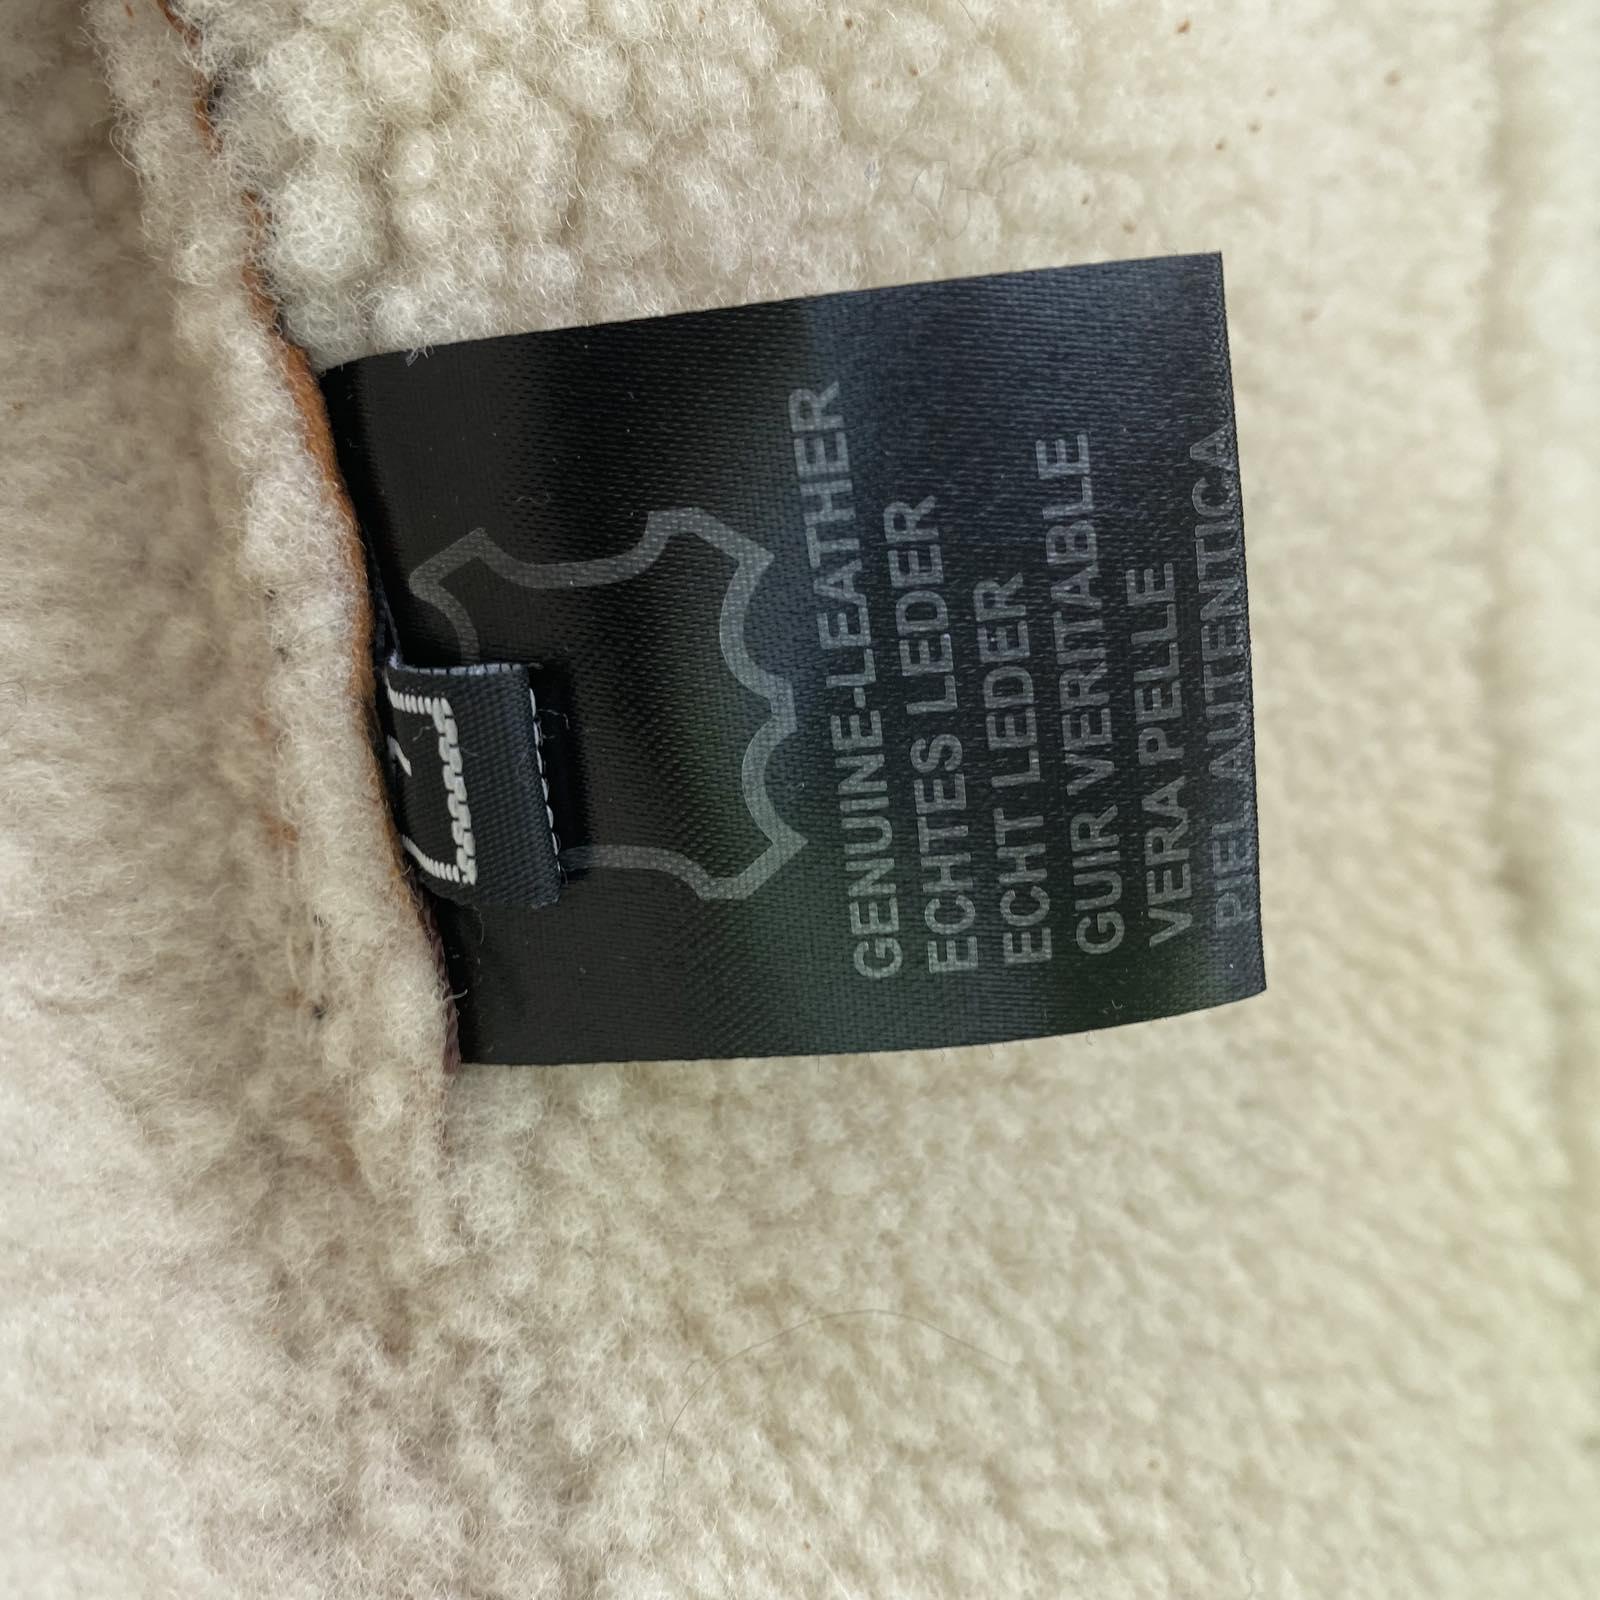 GENUINE-LEATHER
ECHTES LEDER
ECHT LEDER
GUIR VERITABLE
VERA PELLE
PIEL AUTENTICA